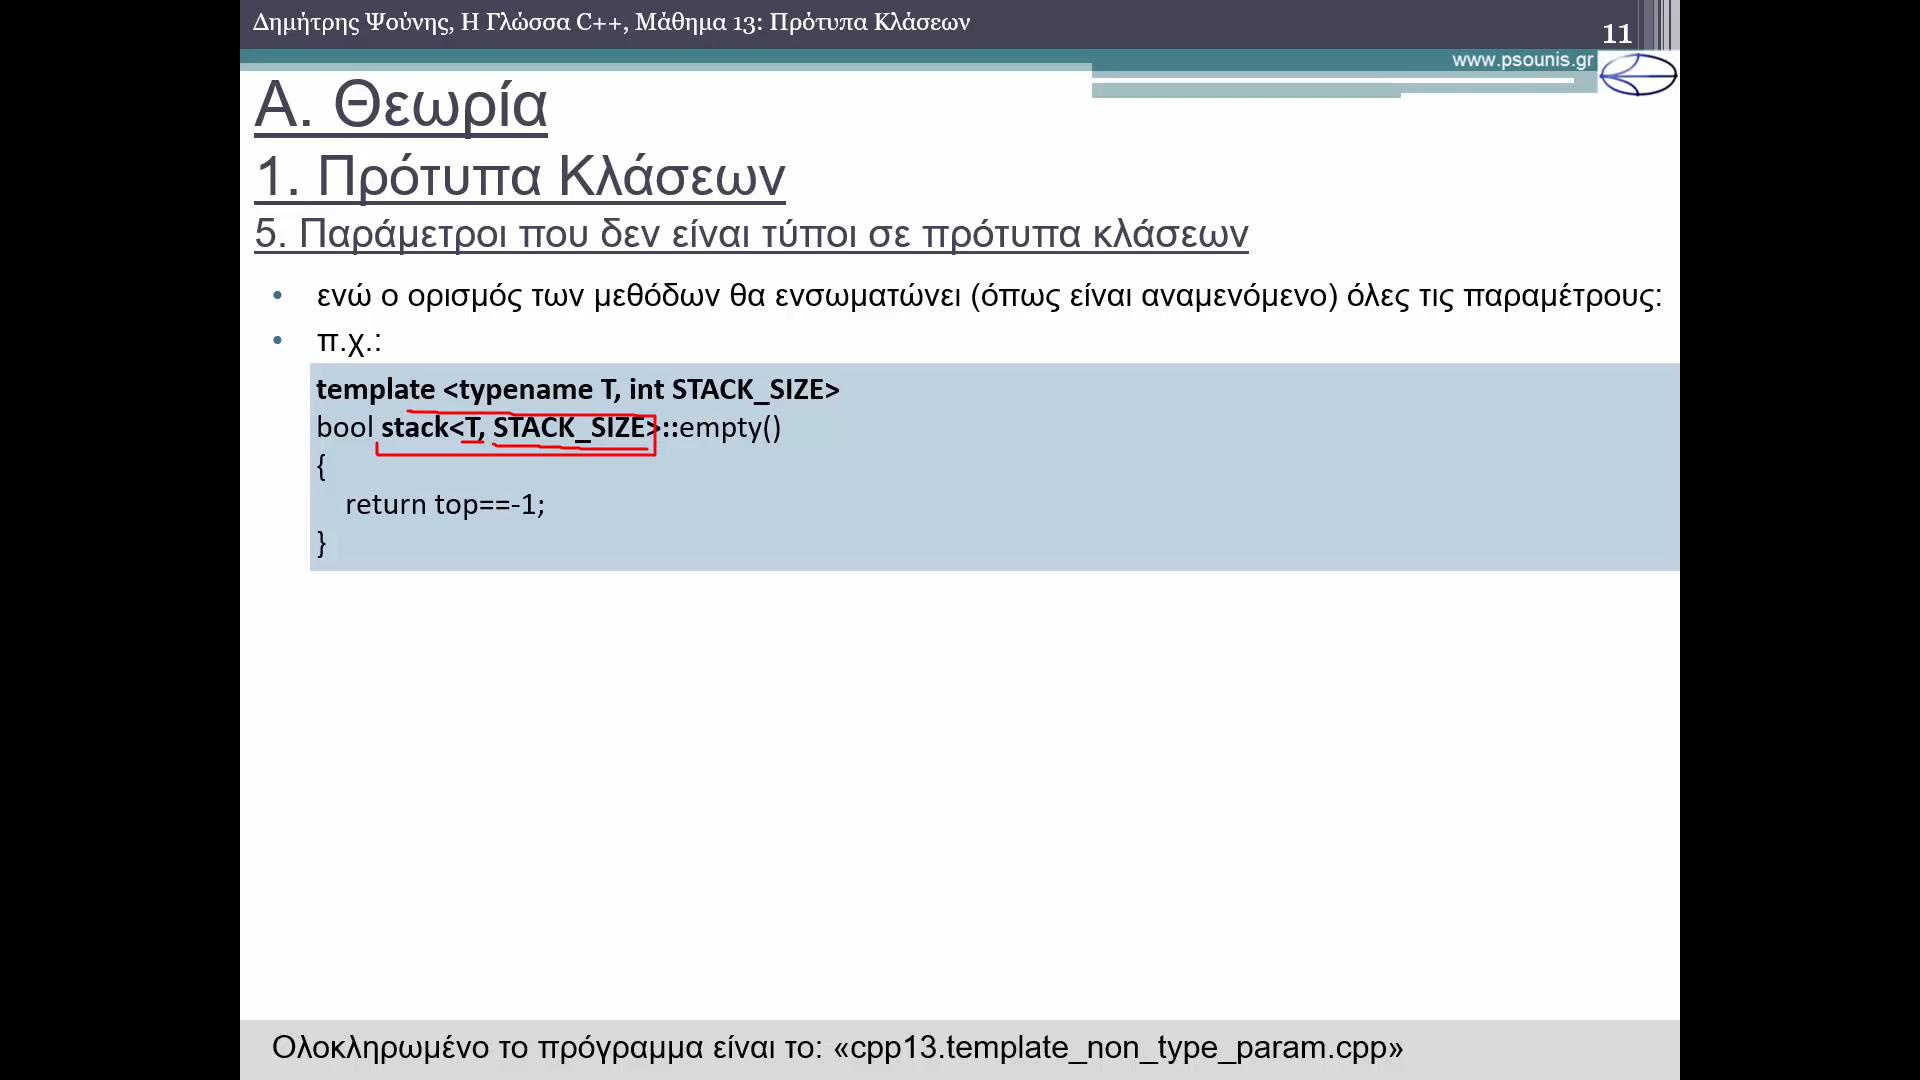 Δημήτρης Ψούνης, Η Γλώσσα C++, Μάθημα 13: Πρότυπα Κλάσεων
11
www.psounis.gr
Α. Θεωρία
1. Πρότυπα Κλάσεων
5. Παράμετροι που δεν είναι τύποι σε πρότυπα κλάσεων
• ενώ ο ορισμός των μεθόδων θα ενσωματώνει (όπως είναι αναμενόμενο) όλες τις παραμέτρους:
• π.χ.:
template <typename T, int STACK_SIZE>
bool stack<T, STACK_SIZE>::empty()
{
return top==-1;
}
Ολοκληρωμένο το πρόγραμμα είναι το: «cpp13.template_non_type_param.cpp»